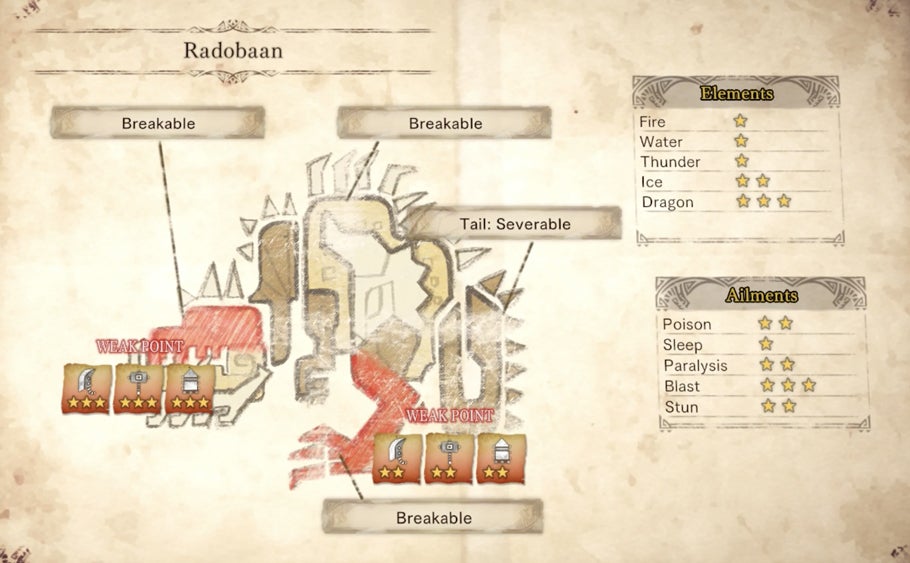 Radobaan
Breakable
Breakable
Tail: Severable
WEAK POINT
WEAK POINT
Breakable
Elements
Fire
Water
Thunder
Ice
Dragon
Ailments
Poison
Sleep
Paralysis
Blast
Stun